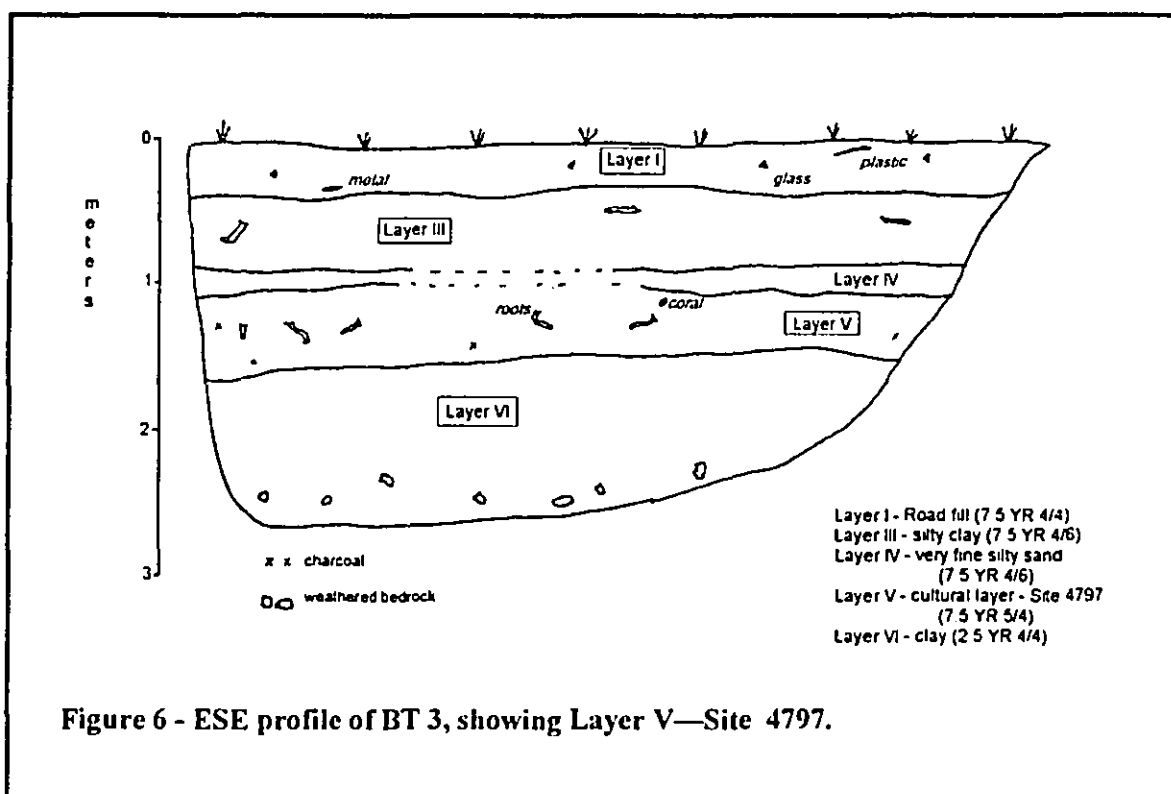 0
Layer I
plastic
metal
glass
meters
Layer III
1
Layer IV
roots
coral
Layer V
Layer VI
2
Layer I - Road fill (7 5 YR 4/4)
Layer III - silty clay (7 5 YR 4/6)
Layer IV - very fine silty sand
(7 5 YR 4/6)
Layer V - cultural layer - Site 4797
(7.5 YR 5/4)
Layer VI - clay (2 5 YR 4/4)
x x charcoal
3
weathered bedrock
Figure 6 - ESE profile of BT 3, showing Layer V—Site 4797.